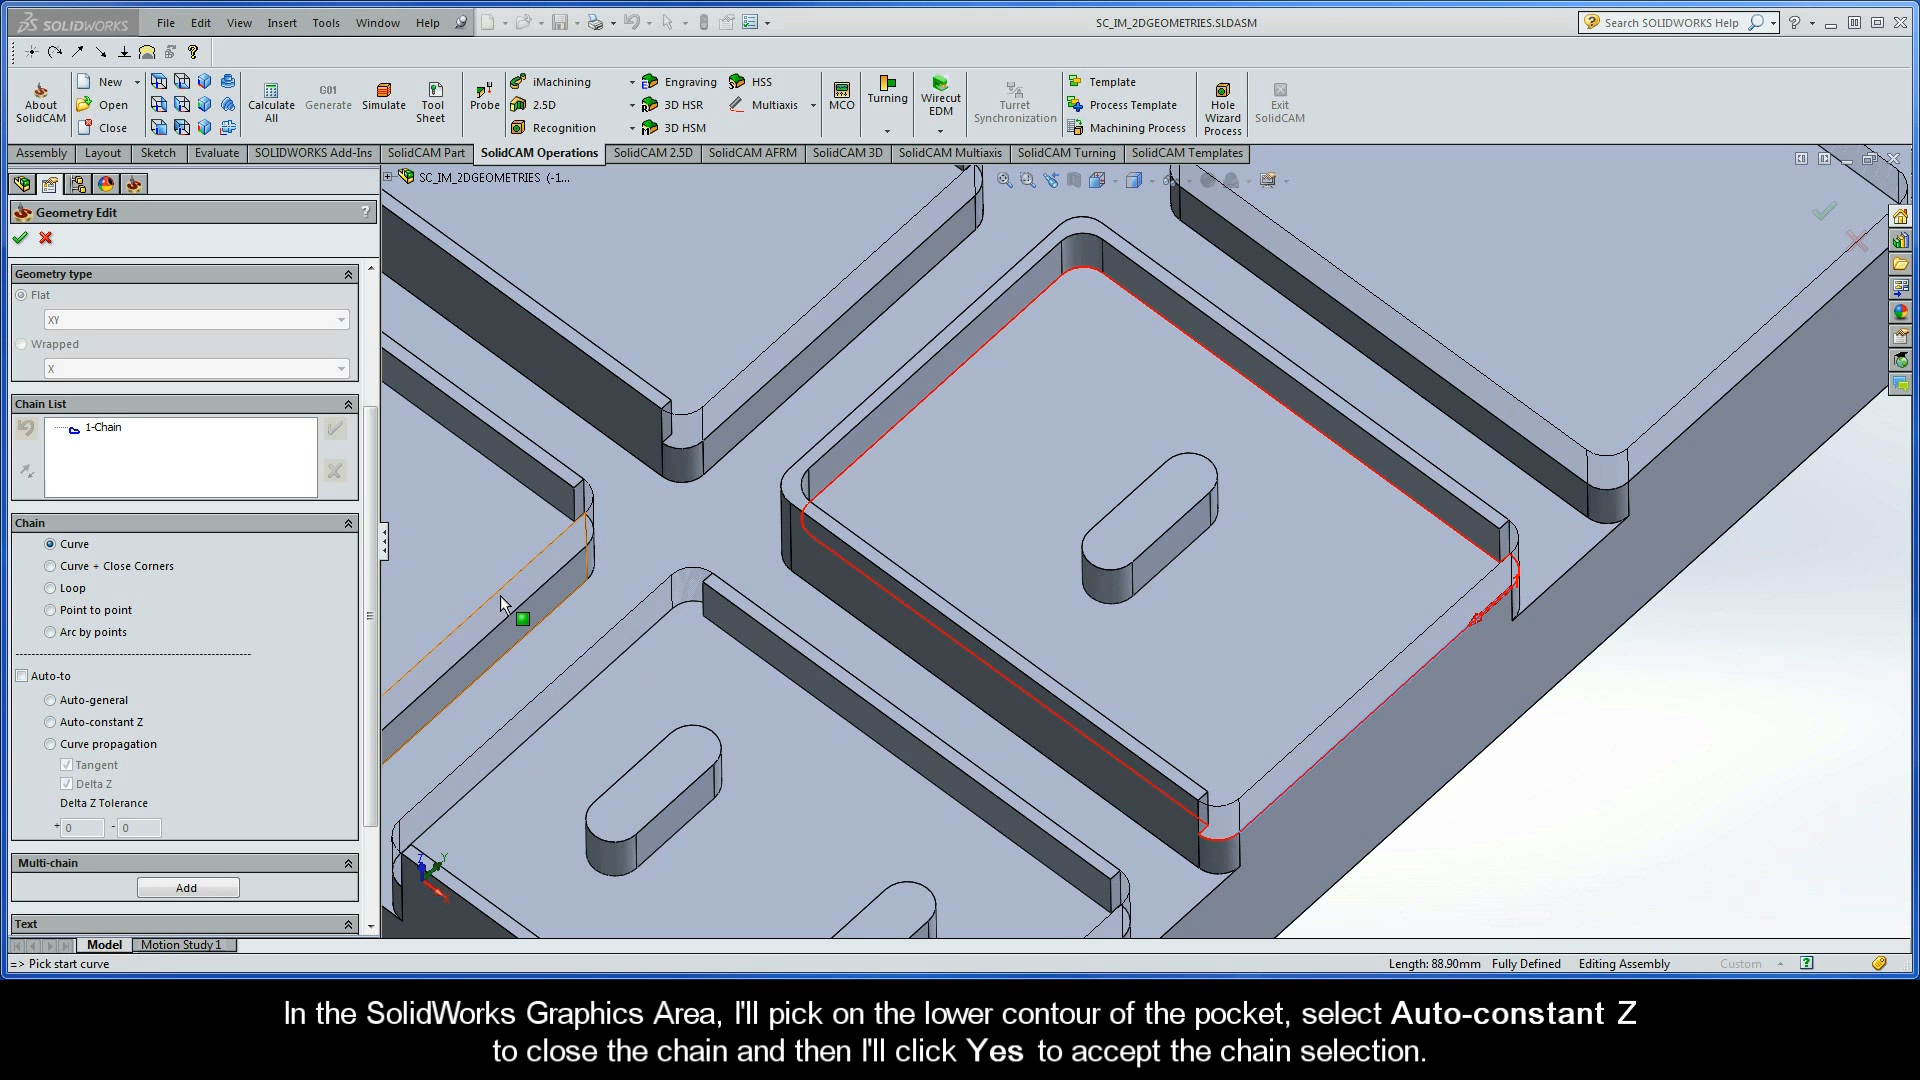 SOLIDWORKS File Edit View Insert Tools Window Help SC_IM_2DGEOMETRIES.SLDASM Search SOLIDWORKS Help
About SolidCAM
New
Open
Close
Calculate All
G01 Generate
Simulate
Tool Sheet
Probe
iMachining
2.5D
Recognition
Engraving
3D HSR
3D HSM
HSS
Multiaxis
MCO
Turning
Wirecut EDM
Turret Synchronization
Template
Process Template
Machining Process
Hole Wizard Process
Exit SolidCAM
Assembly Layout Sketch Evaluate SOLIDWORKS Add-Ins SolidCAM Part SolidCAM Operations SolidCAM 2.5D SolidCAM AFRM SolidCAM 3D SolidCAM Multiaxis SolidCAM Turning SolidCAM Templates
SC_IM_2DGEOMETRIES (-1...
Geometry Edit ?
Geometry type
Flat
XY
Wrapped
X
Chain List
1-Chain
Chain
Curve
Curve + Close Corners
Loop
Point to point
Arc by points
Auto-to
Auto-general
Auto-constant Z
Curve propagation
Tangent
Delta Z
Delta Z Tolerance
+ 0 - 0
Multi-chain
Add
Text
Z Y
Model Motion Study 1
=> Pick start curve Length: 88.90mm Fully Defined Editing Assembly Custom
In the SolidWorks Graphics Area, I'll pick on the lower contour of the pocket, select Auto-constant Z
to close the chain and then I'll click Yes to accept the chain selection.